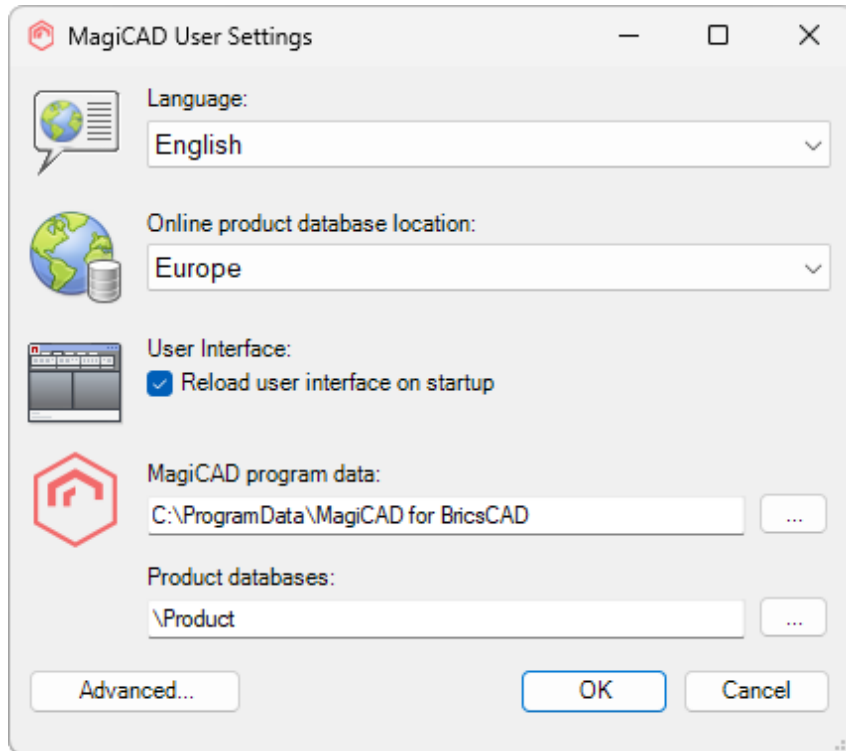 MagiCAD User Settings
Language:
English
Online product database location:
Europe
User Interface:
Reload user interface on startup
MagiCAD program data:
C:\ProgramData\MagiCAD for BricsCAD
...
Product databases:
\Product
...
Advanced...
OK
Cancel